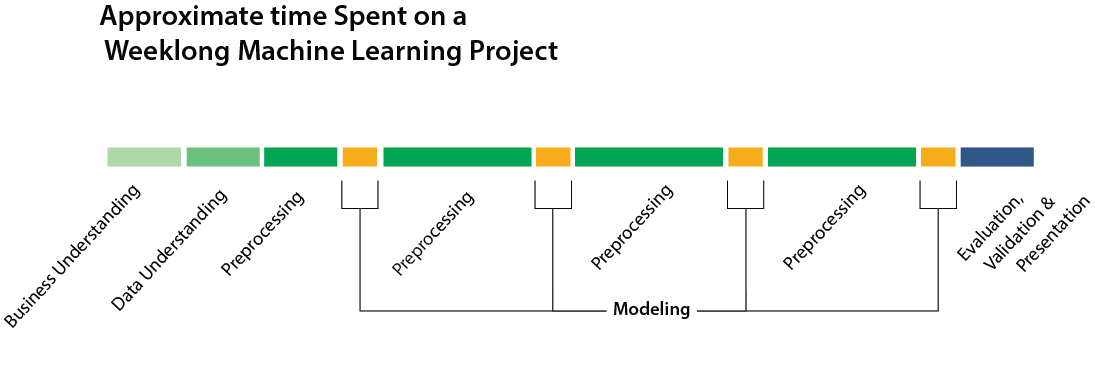 Approximate time Spent on a
Weeklong Machine Learning Project
Business Understanding
Data Understanding
Preprocessing
Preprocessing
Preprocessing
Preprocessing
Evaluation,
Validation &
Presentation
Modeling